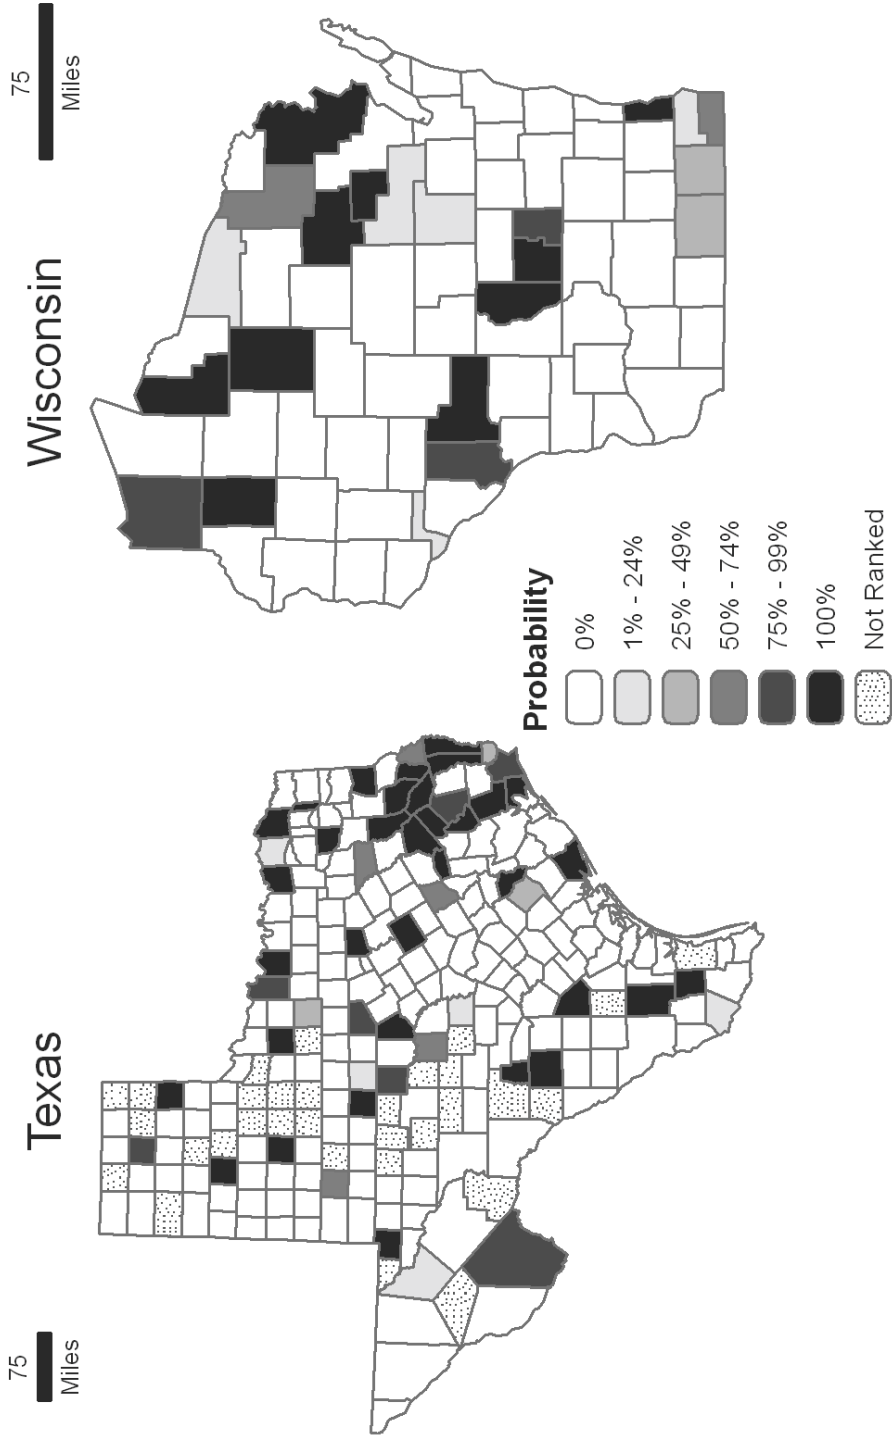 Texas
75
Miles
Wisconsin
75
Miles
Probability
0%
1% - 24%
25% - 49%
50% - 74%
75% - 99%
100%
Not Ranked